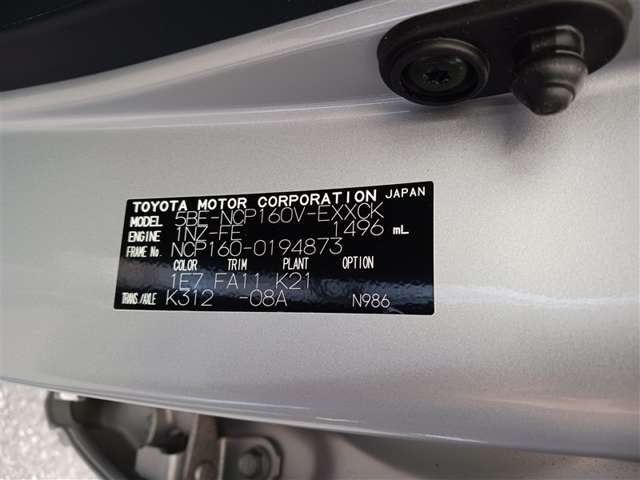 TOYOTA MOTOR CORPORATION JAPAN
MODEL 5BE-NCP160V-EXXCK
ENGINE 1NZ-FE 1496 mL
FRAME No. NCP160-0194873
COLOR TRIM PLANT OPTION
1E7 FA11 K21
TRANS./AXLE K312 -08A N986